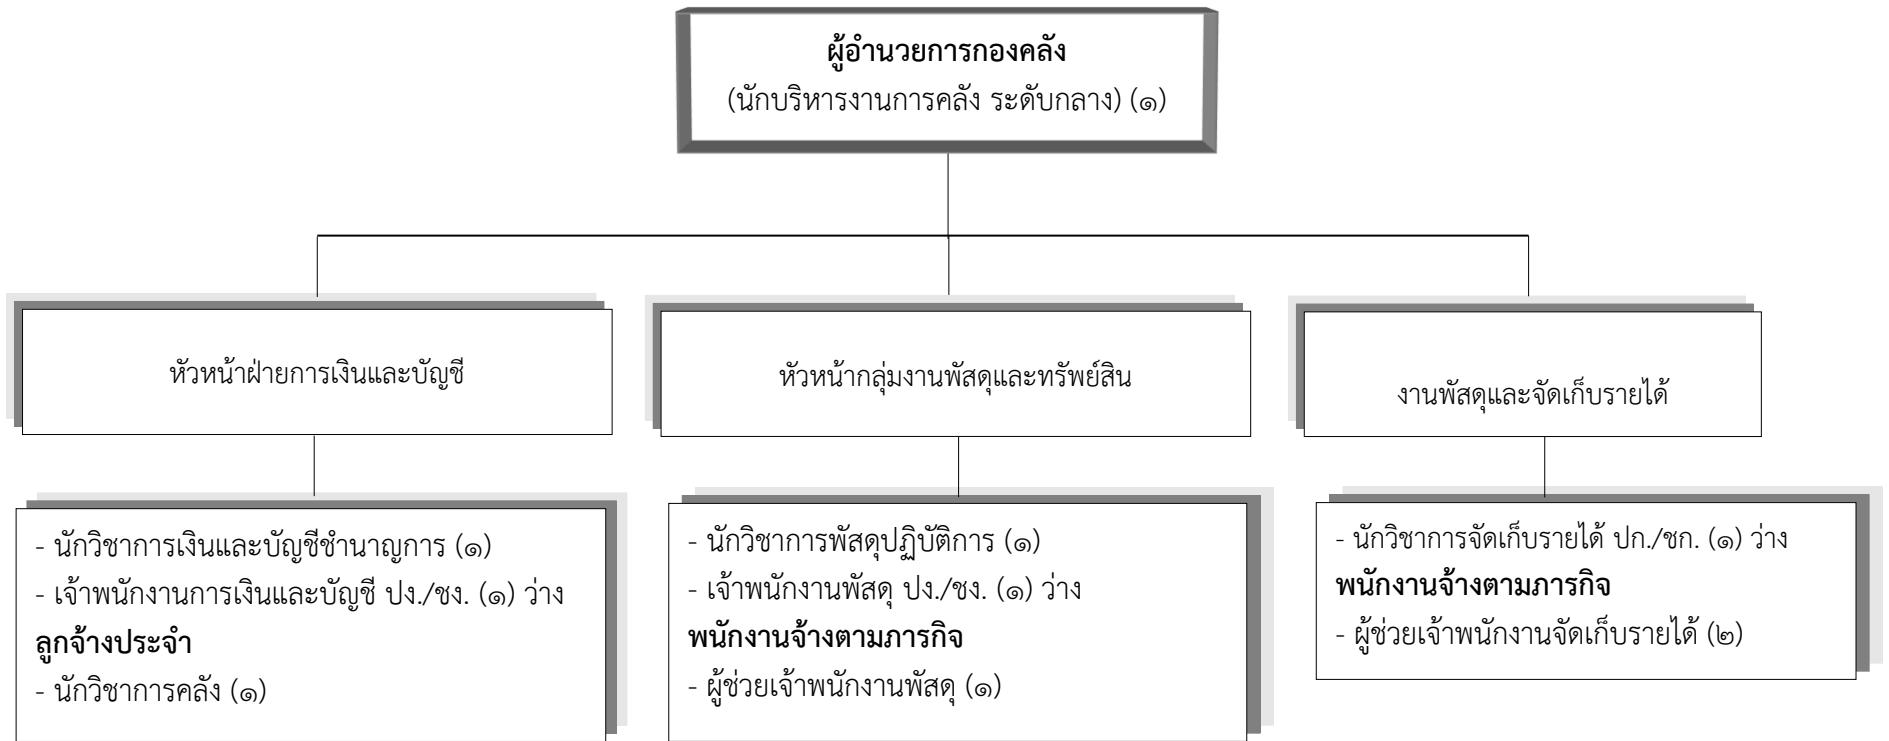 ผู้อำนวยการกองคลัง
(นักบริหารงานการคลัง ระดับกลาง) (๑)
หัวหน้าฝ่ายการเงินและบัญชี
หัวหน้ากลุ่มงานพัสดุและทรัพย์สิน
งานพัสดุและจัดเก็บรายได้
- นักวิชาการเงินและบัญชีชำนาญการ (๑)
- เจ้าพนักงานการเงินและบัญชี ปง./ชง. (๑) ว่าง
ลูกจ้างประจำ
- นักวิชาการคลัง (๑)
- นักวิชาการพัสดุปฏิบัติการ (๑)
- เจ้าพนักงานพัสดุ ปง./ชง. (๑) ว่าง
พนักงานจ้างตามภารกิจ
- ผู้ช่วยเจ้าพนักงานพัสดุ (๑)
- นักวิชาการจัดเก็บรายได้ ปก./ชก. (๑) ว่าง
พนักงานจ้างตามภารกิจ
- ผู้ช่วยเจ้าพนักงานจัดเก็บรายได้ (๒)